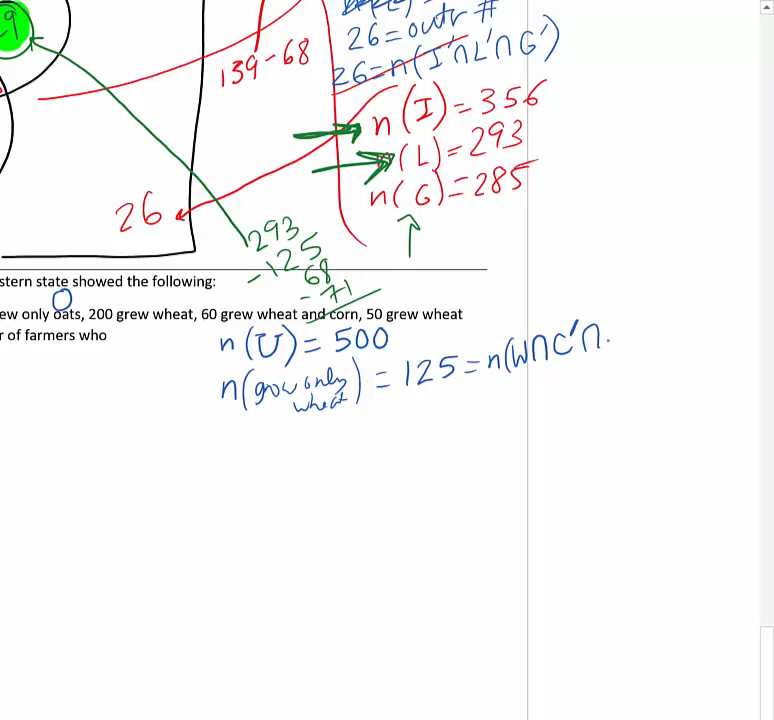 26 = outr #
26 = n(I'∩L'∩G')
139 - 68
n(I) = 356
n(L) = 293
n(G) = 285
26
293
- 125
68
- 71
stern state showed the following:
O
ew only oats, 200 grew wheat, 60 grew wheat and corn, 50 grew wheat
r of farmers who
n(U) = 500
n(grow only wheat) = 125 = n(W∩C'∩